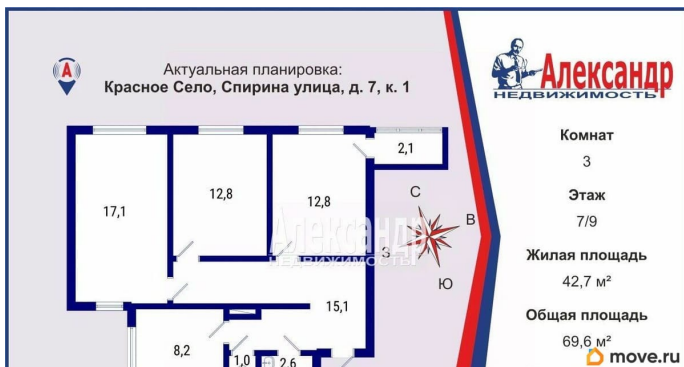 Актуальная планировка:
Красное Село, Спирина улица, д. 7, к. 1
А
Александр
НЕДВИЖИМОСТЬ
Комнат
3
Этаж
7/9
Жилая площадь
42,7 м²
Общая площадь
69,6 м²
2,1
17,1
12,8
12,8
С
В
З
Ю
Александр
НЕДВИЖИМОСТЬ
15,1
8,2
1,0
2,6
move.ru